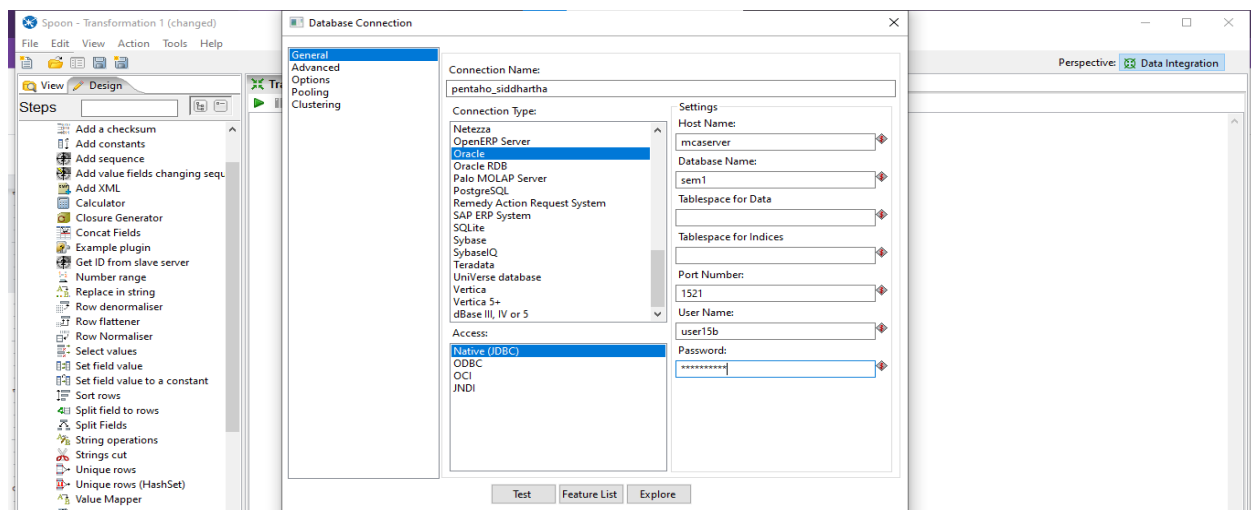 Spoon - Transformation 1 (changed)
File Edit View Action Tools Help
Perspective: Data Integration
View Design
Steps
Add a checksum
Add constants
Add sequence
Add value fields changing sequ
Add XML
Calculator
Closure Generator
Concat Fields
Example plugin
Get ID from slave server
Number range
Replace in string
Row denormaliser
Row flattener
Row Normaliser
Select values
Set field value
Set field value to a constant
Sort rows
Split field to rows
Split Fields
String operations
Strings cut
Unique rows
Unique rows (HashSet)
Value Mapper
Tr
Database Connection
General
Advanced
Options
Pooling
Clustering
Connection Name:
pentaho_siddhartha
Connection Type:
Netezza
OpenERP Server
Oracle
Oracle RDB
Palo MOLAP Server
PostgreSQL
Remedy Action Request System
SAP ERP System
SQLite
Sybase
SybaseIQ
Teradata
UniVerse database
Vertica
Vertica 5+
dBase III, IV or 5
Access:
Native (JDBC)
ODBC
OCI
JNDI
Settings
Host Name:
mcaserver
Database Name:
sem1
Tablespace for Data
Tablespace for Indices
Port Number:
1521
User Name:
user15b
Password:
**********
Test Feature List Explore